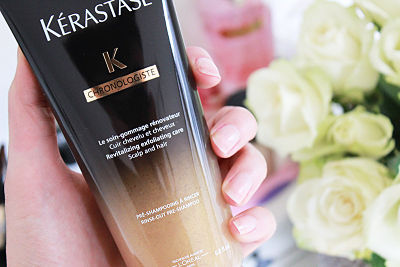 KÉRASTASE
K
CHRONOLOGISTE
Le soin-gommage rénovateur
Cuir chevelu et cheveux
Revitalizing exfoliating care
Scalp and hair
PRÉ-SHAMPOOING À RINCER
RINSE-OUT PRE-SHAMPOO
L'ORÉAL